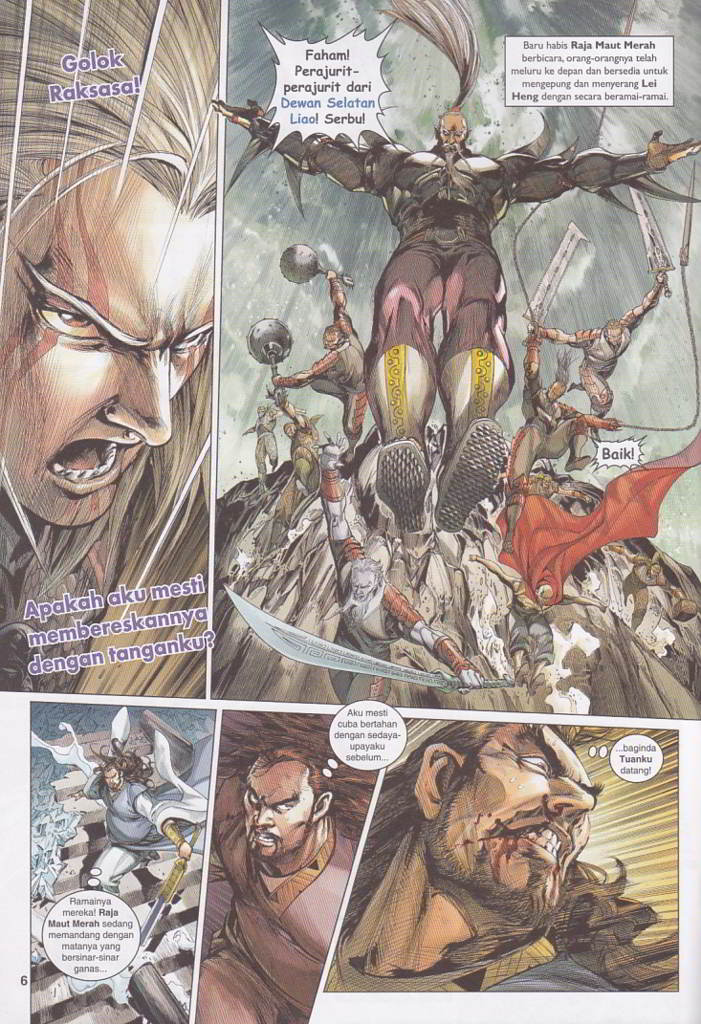 Golok
Raksasa!
Apakah aku mesti
membereskannya
dengan tanganku?
Faham!
Perajurit-
perajurit dari
Dewan Selatan
Liao! Serbu!
Baru habis Raja Maut Merah
berbicara, orang-orangnya telah
meluru ke depan dan bersedia untuk
mengepung dan menyerang Lei
Heng dengan secara beramai-ramai.
Baik!
Ramainya
mereka! Raja
Maut Merah sedang
memandang dengan
matanya yang
bersinar-sinar
ganas...
Aku mesti
cuba bertahan
dengan sedaya-
upayaku
sebelum...
...baginda
Tuanku
datang!
6